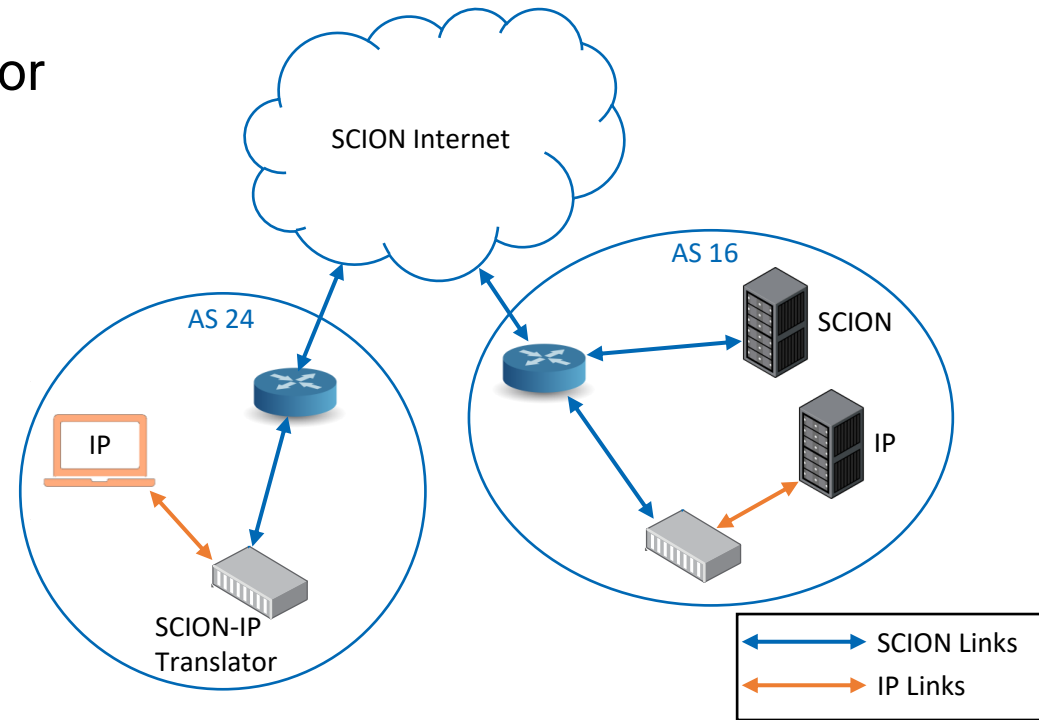 or
SCION Internet
AS 16
AS 24
SCION
IP
IP
SCION-IP
Translator
SCION Links
IP Links